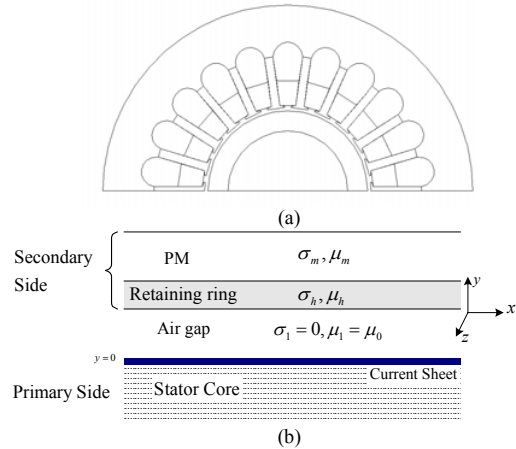 (a)
Secondary Side
PM σₘ, μₘ
Retaining ring σₕ, μₕ
Air gap σ₁ = 0, μ₁ = μ₀
y
x
z
y = 0
Current Sheet
Primary Side
Stator Core
(b)